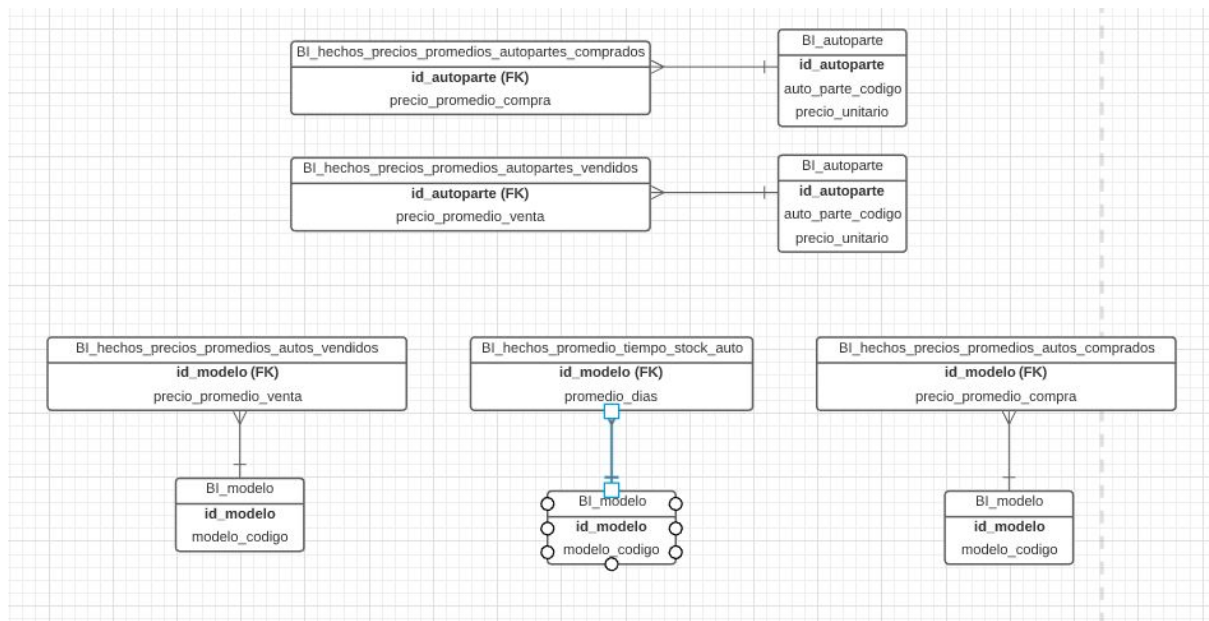 BI_hechos_precios_promedios_autopartes_comprados
id_autoparte (FK)
precio_promedio_compra
BI_autoparte
id_autoparte
auto_parte_codigo
precio_unitario
BI_hechos_precios_promedios_autopartes_vendidos
id_autoparte (FK)
precio_promedio_venta
BI_autoparte
id_autoparte
auto_parte_codigo
precio_unitario
BI_hechos_precios_promedios_autos_vendidos
id_modelo (FK)
precio_promedio_venta
BI_modelo
id_modelo
modelo_codigo
BI_hechos_promedio_tiempo_stock_auto
id_modelo (FK)
promedio_dias
BI_modelo
id_modelo
modelo_codigo
BI_hechos_precios_promedios_autos_comprados
id_modelo (FK)
precio_promedio_compra
BI_modelo
id_modelo
modelo_codigo